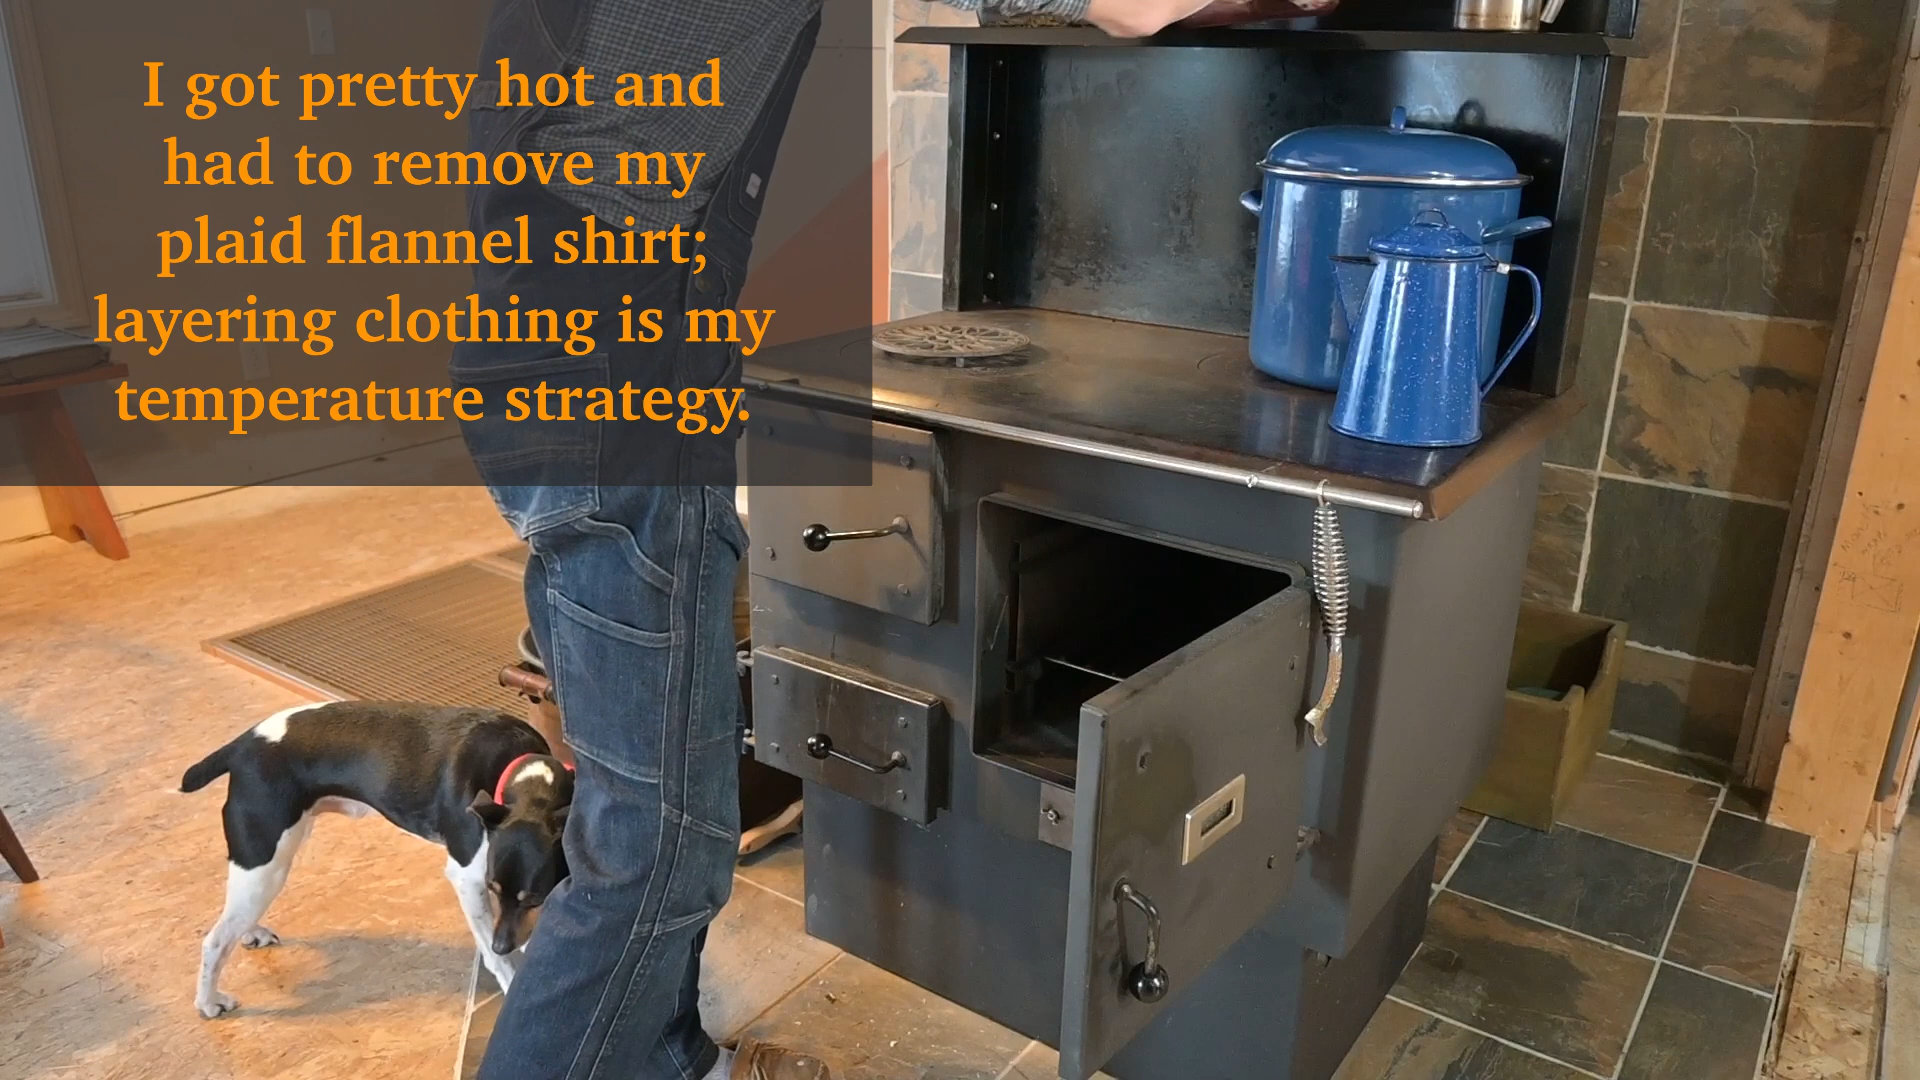 I got pretty hot and
had to remove my
plaid flannel shirt;
layering clothing is my
temperature strategy.